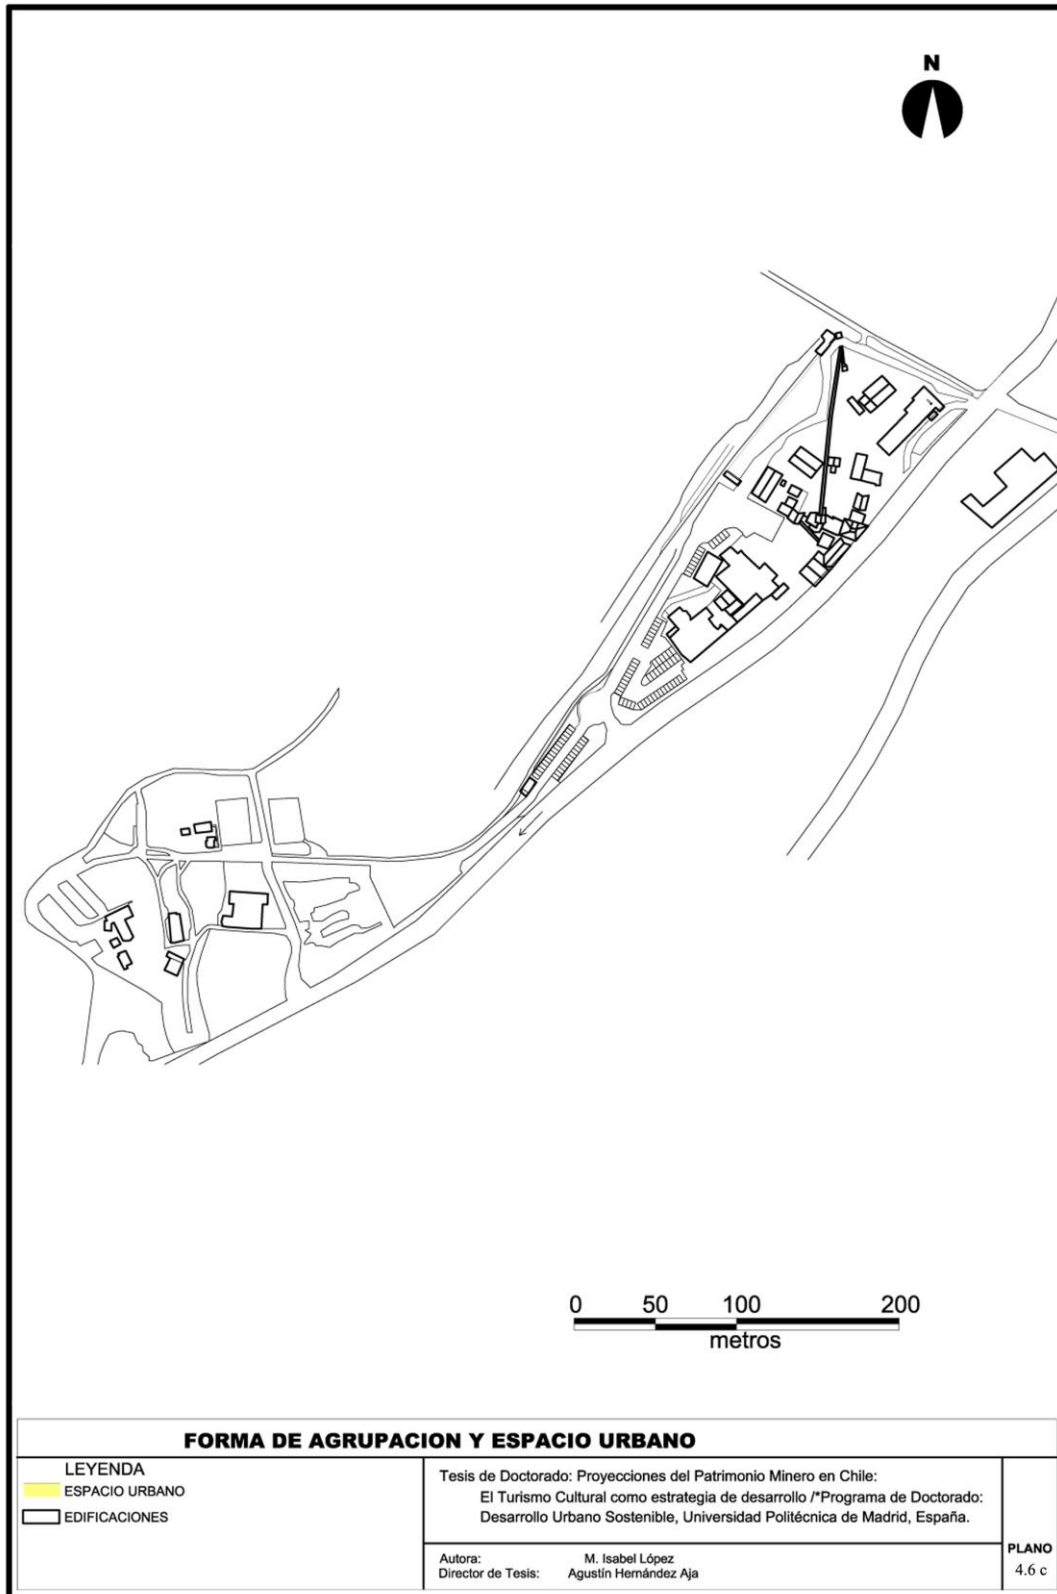 N
0 50 100 200
metros
FORMA DE AGRUPACION Y ESPACIO URBANO
LEYENDA
ESPACIO URBANO
EDIFICACIONES
Tesis de Doctorado: Proyecciones del Patrimonio Minero en Chile:
El Turismo Cultural como estrategia de desarrollo /*Programa de Doctorado:
Desarrollo Urbano Sostenible, Universidad Politécnica de Madrid, España.
Autora: M. Isabel López
Director de Tesis: Agustín Hernández Aja
PLANO
4.6 c